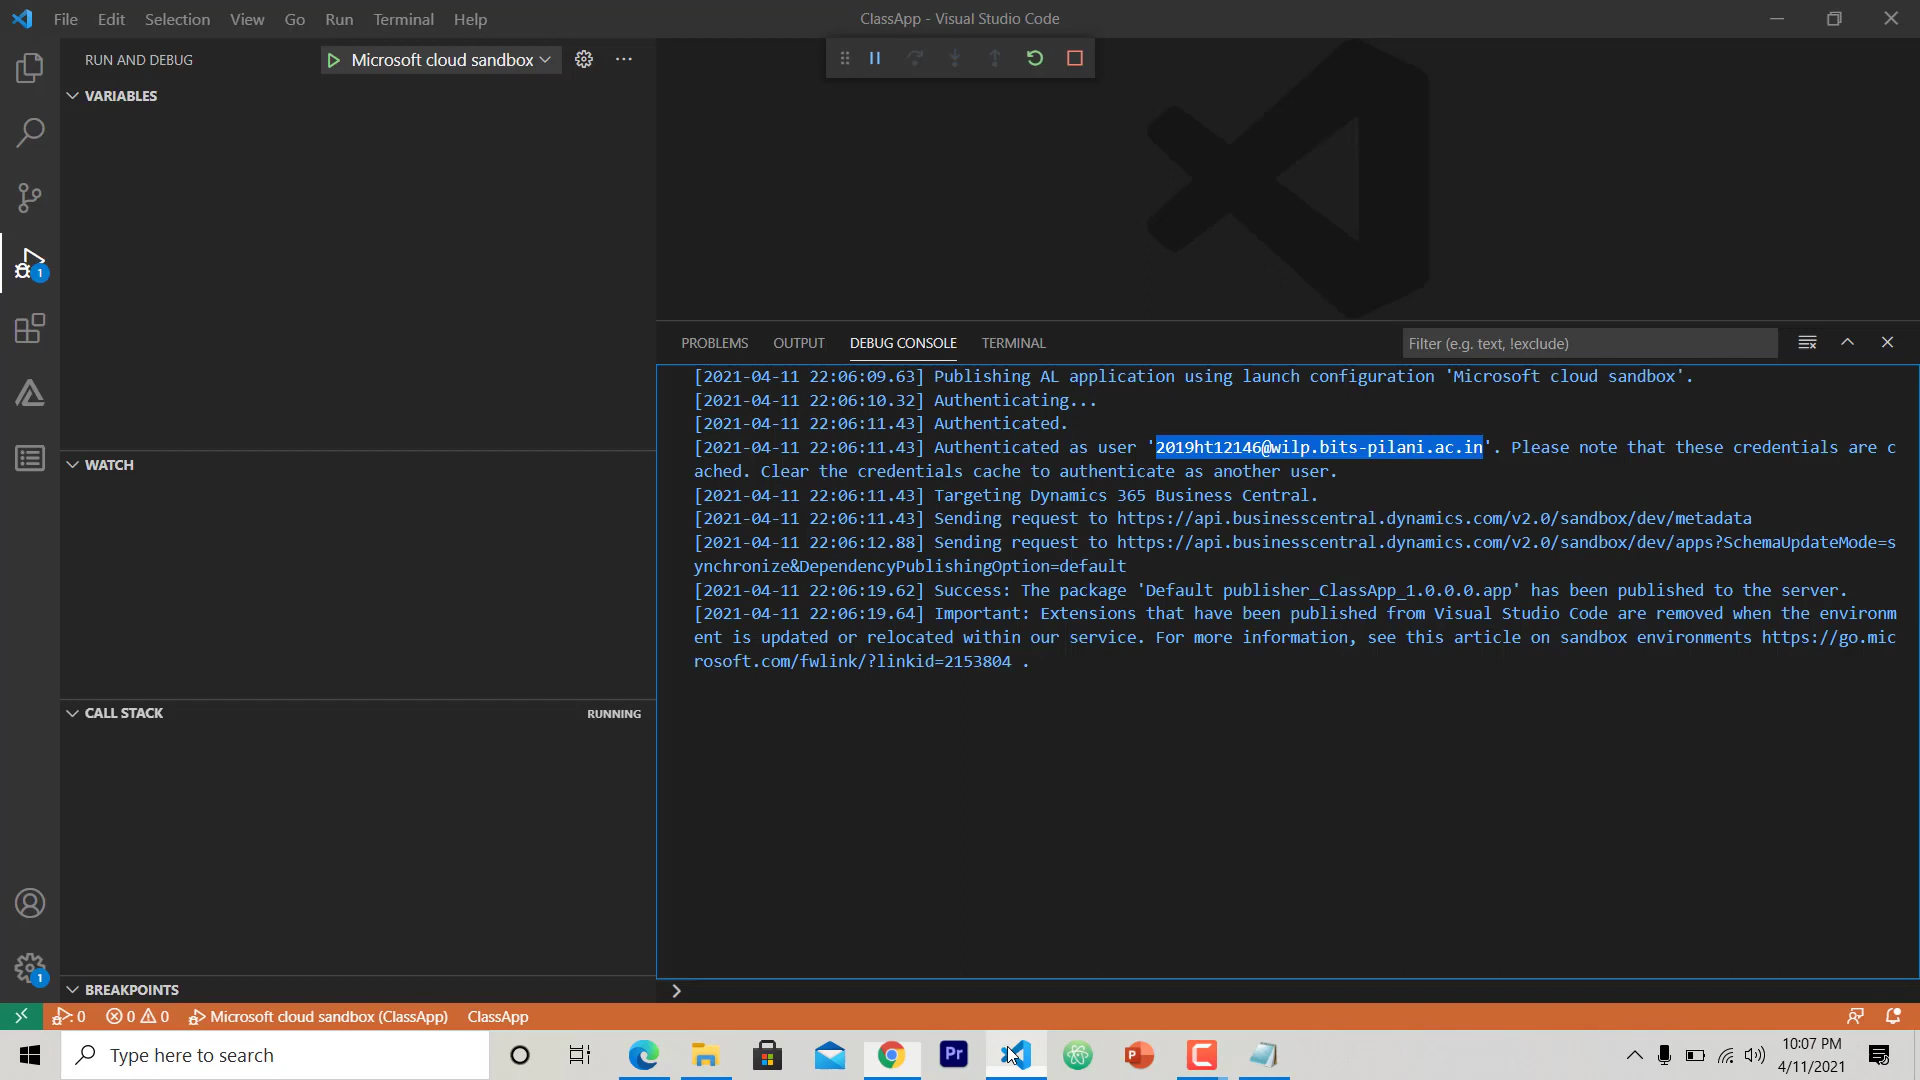 File Edit Selection View Go Run Terminal Help
ClassApp - Visual Studio Code
RUN AND DEBUG
Microsoft cloud sandbox
VARIABLES
PROBLEMS OUTPUT DEBUG CONSOLE TERMINAL
Filter (e.g. text, !exclude)
[2021-04-11 22:06:09.63] Publishing AL application using launch configuration 'Microsoft cloud sandbox'.
[2021-04-11 22:06:10.32] Authenticating...
[2021-04-11 22:06:11.43] Authenticated.
[2021-04-11 22:06:11.43] Authenticated as user '2019ht12146@wilp.bits-pilani.ac.in'. Please note that these credentials are c
ached. Clear the credentials cache to authenticate as another user.
[2021-04-11 22:06:11.43] Targeting Dynamics 365 Business Central.
[2021-04-11 22:06:11.43] Sending request to https://api.businesscentral.dynamics.com/v2.0/sandbox/dev/metadata
[2021-04-11 22:06:12.88] Sending request to https://api.businesscentral.dynamics.com/v2.0/sandbox/dev/apps?SchemaUpdateMode=s
ynchronize&DependencyPublishingOption=default
[2021-04-11 22:06:19.62] Success: The package 'Default publisher_ClassApp_1.0.0.0.app' has been published to the server.
[2021-04-11 22:06:19.64] Important: Extensions that have been published from Visual Studio Code are removed when the environm
ent is updated or relocated within our service. For more information, see this article on sandbox environments https://go.mic
rosoft.com/fwlink/?linkid=2153804 .
WATCH
CALL STACK
RUNNING
BREAKPOINTS
1
1
0 0 0 Microsoft cloud sandbox (ClassApp) ClassApp
Type here to search
Pr
10:07 PM
4/11/2021